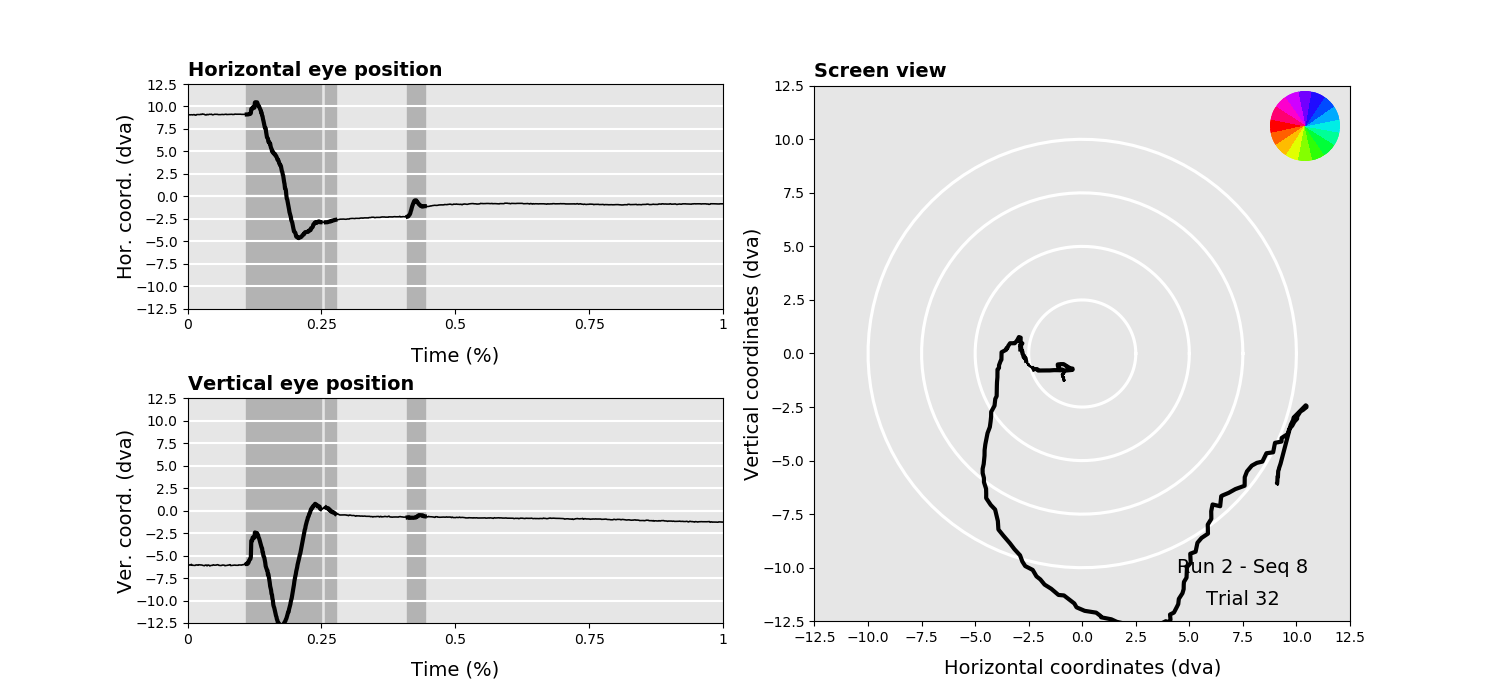 Horizontal eye position
Hor. coord. (dva)
12.5
10.0
7.5
5.0
2.5
0.0
−2.5
−5.0
−7.5
−10.0
−12.5
0 0.25 0.5 0.75 1
Time (%)
Vertical eye position
Ver. coord. (dva)
12.5
10.0
7.5
5.0
2.5
0.0
−2.5
−5.0
−7.5
−10.0
−12.5
0 0.25 0.5 0.75 1
Time (%)
Screen view
Vertical coordinates (dva)
12.5
10.0
7.5
5.0
2.5
0.0
−2.5
−5.0
−7.5
−10.0
−12.5
Run 2 - Seq 8
Trial 32
−12.5 −10.0 −7.5 −5.0 −2.5 0.0 2.5 5.0 7.5 10.0 12.5
Horizontal coordinates (dva)